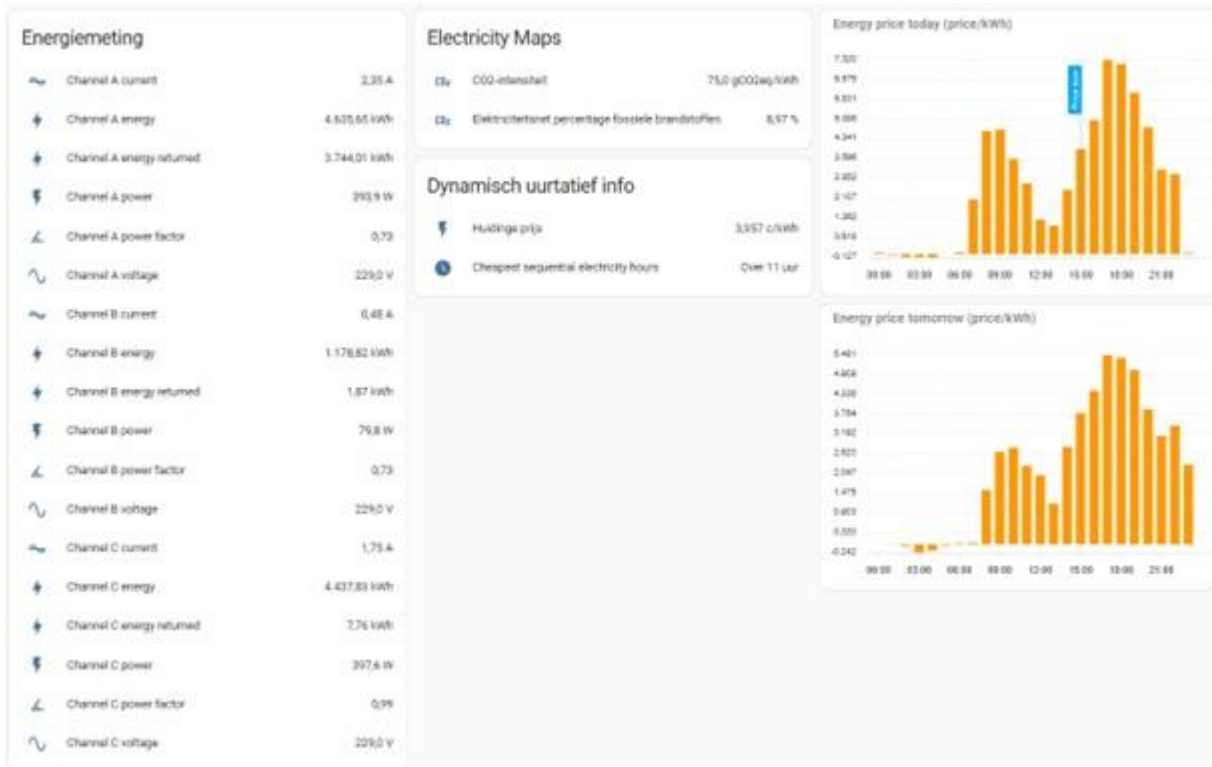 Energiemeting
Channel A current 2,35 A
Channel A energy 4.635,65 kWh
Channel A energy returned 3.744,01 kWh
Channel A power 393,9 W
Channel A power factor 0,73
Channel A voltage 229,0 V
Channel B current 0,48 A
Channel B energy 1.178,82 kWh
Channel B energy returned 1,87 kWh
Channel B power 79,8 W
Channel B power factor 0,73
Channel B voltage 229,0 V
Channel C current 1,75 A
Channel C energy 4.437,83 kWh
Channel C energy returned 7,76 kWh
Channel C power 397,6 W
Channel C power factor 0,99
Channel C voltage 229,0 V
Electricity Maps
CO2-intensiteit 75,0 gCO2eq/kWh
Elektriciteitsnet percentage fossiele brandstoffen 8,97 %
Dynamisch uurtatief info
Huidinge prijs 3,957 c/kWh
Cheapest sequential electricity hours Over 11 uur
Energy price today (price/kWh)
-0.127
00:00 03:00 06:00 09:00 12:00 15:00 18:00 21:00
Energy price tomorrow (price/kWh)
-0.242
00:00 03:00 06:00 09:00 12:00 15:00 18:00 21:00